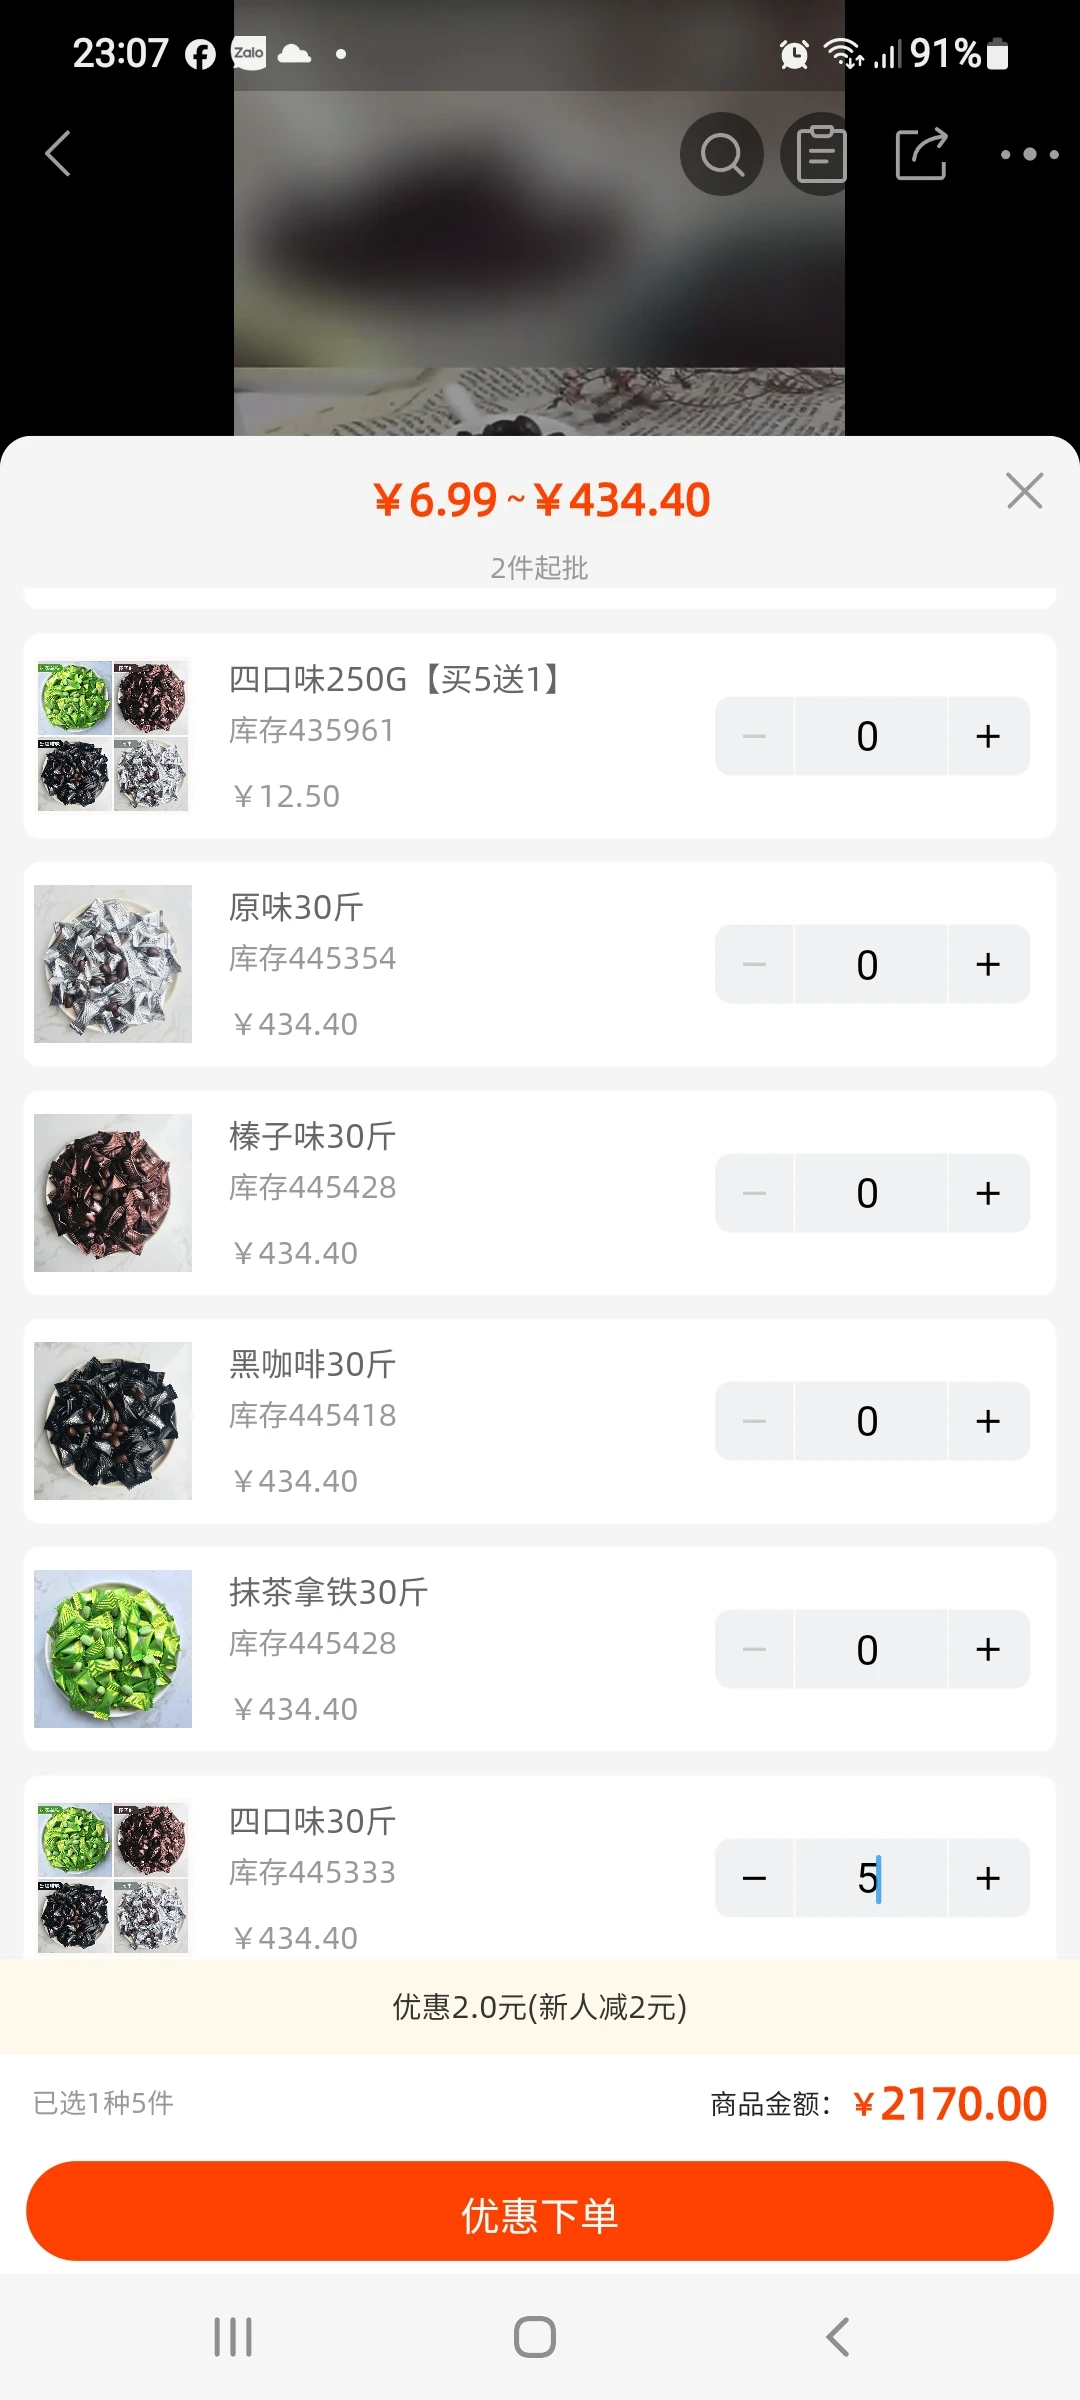 23:07 Zalo 91%
¥6.99~¥434.40
2件起批
四口味250G【买5送1】
库存435961
¥12.50
0
原味30斤
库存445354
¥434.40
0
榛子味30斤
库存445428
¥434.40
0
黑咖啡30斤
库存445418
¥434.40
0
抹茶拿铁30斤
库存445428
¥434.40
0
四口味30斤
库存445333
¥434.40
5
优惠2.0元(新人减2元)
已选1种5件
商品金额：¥2170.00
优惠下单